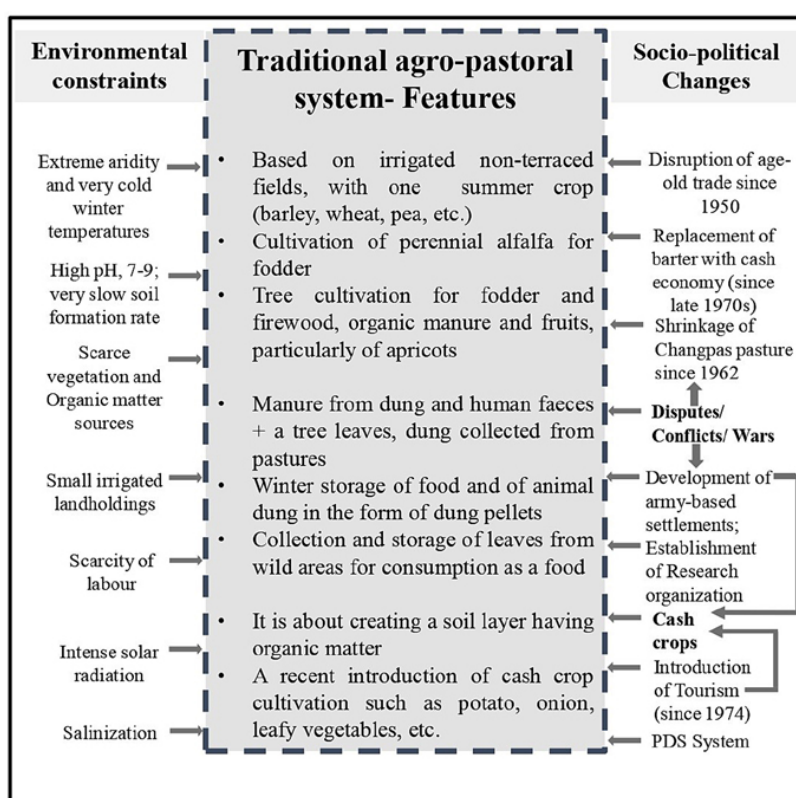 Environmental
constraints
Extreme aridity
and very cold
winter
temperatures
High pH, 7-9;
very slow soil
formation rate
Scarce
vegetation and
Organic matter
sources
Small irrigated
landholdings
Scarcity of
labour
Intense solar
radiation
Salinization
Traditional agro-pastoral
system- Features
• Based on irrigated non-terraced
fields, with one summer crop
(barley, wheat, pea, etc.)
• Cultivation of perennial alfalfa for
fodder
• Tree cultivation for fodder and
firewood, organic manure and fruits,
particularly of apricots
• Manure from dung and human faeces
+ a tree leaves, dung collected from
pastures
• Winter storage of food and of animal
dung in the form of dung pellets
• Collection and storage of leaves from
wild areas for consumption as a food
• It is about creating a soil layer having
organic matter
• A recent introduction of cash crop
cultivation such as potato, onion,
leafy vegetables, etc.
Socio-political
Changes
Disruption of age-
old trade since
1950
Replacement of
barter with cash
economy (since
late 1970s)
Shrinkage of
Changpas pasture
since 1962
Disputes/
Conflicts/ Wars
Development of
army-based
settlements;
Establishment
of Research
organization
Cash
crops
Introduction
of Tourism
(since 1974)
PDS System